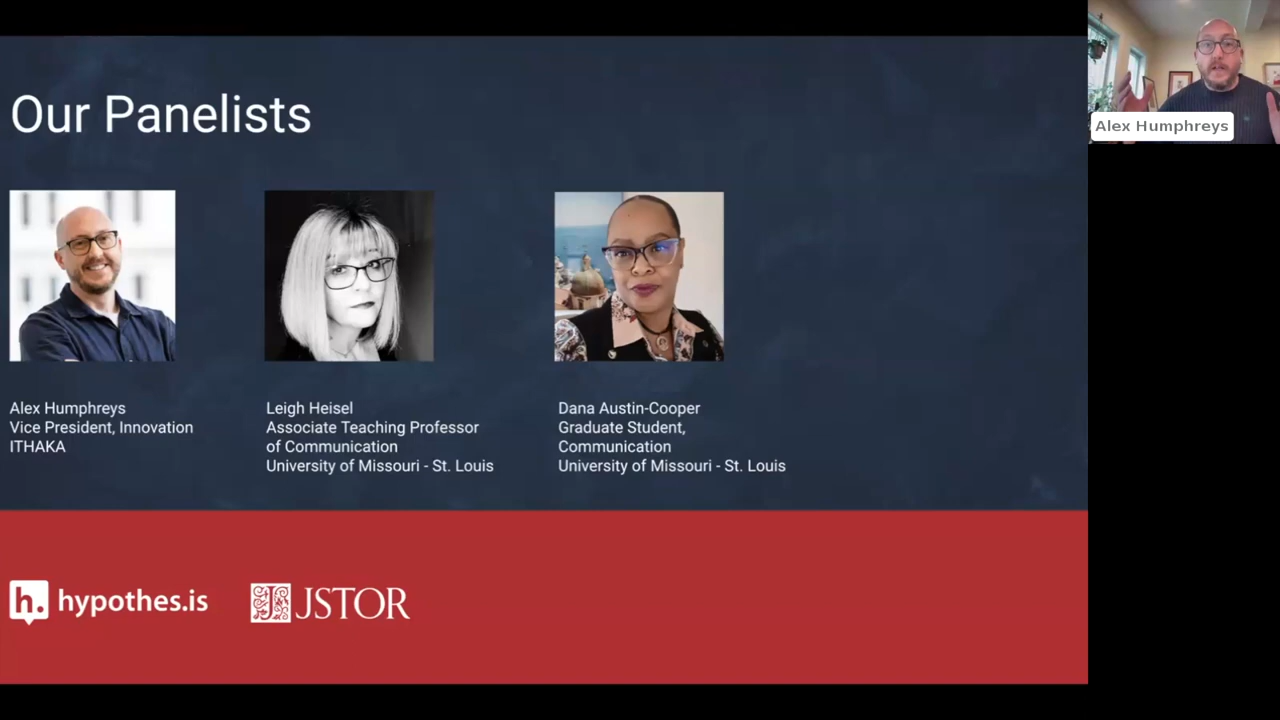 Our Panelists
Alex Humphreys
Alex Humphreys
Vice President, Innovation
ITHAKA
Leigh Heisel
Associate Teaching Professor
of Communication
University of Missouri - St. Louis
Dana Austin-Cooper
Graduate Student,
Communication
University of Missouri - St. Louis
h. hypothes.is
J JSTOR